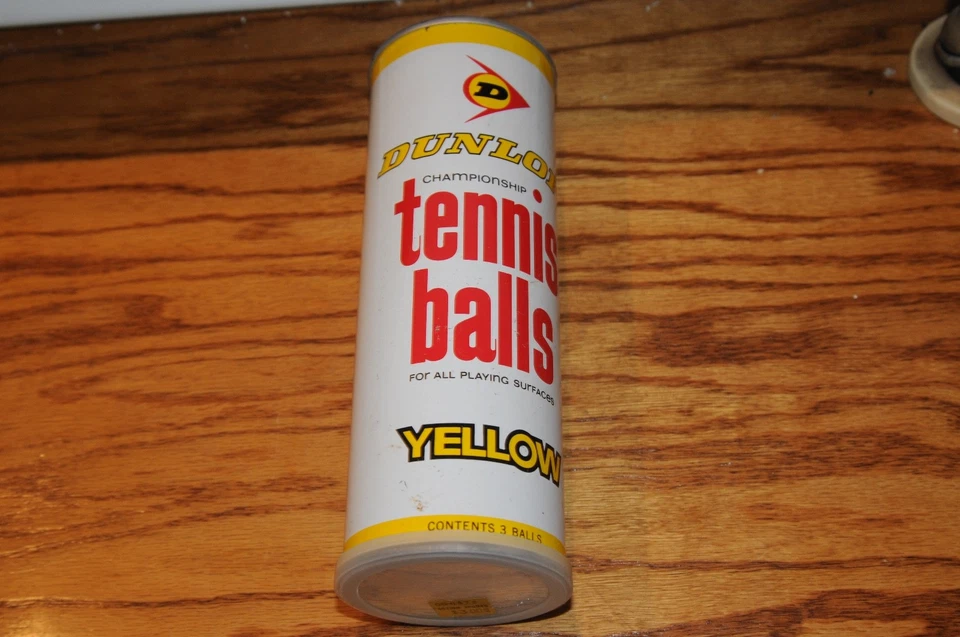 D
DUNLOP
CHAMPIONSHIP
tennis
balls
FOR ALL PLAYING SURFACES
YELLOW
CONTENTS 3 BALLS